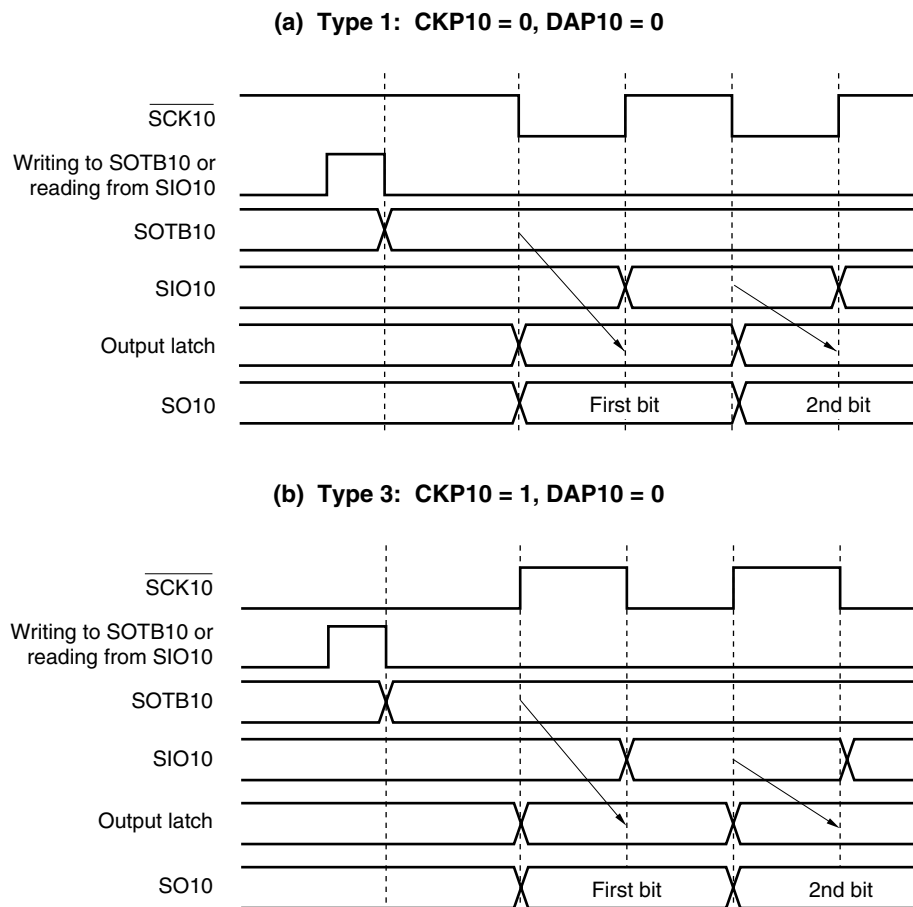 (a) Type 1: CKP10 = 0, DAP10 = 0
SCK10
Writing to SOTB10 or
reading from SIO10
SOTB10
SIO10
Output latch
SO10
First bit
2nd bit
(b) Type 3: CKP10 = 1, DAP10 = 0
SCK10
Writing to SOTB10 or
reading from SIO10
SOTB10
SIO10
Output latch
SO10
First bit
2nd bit